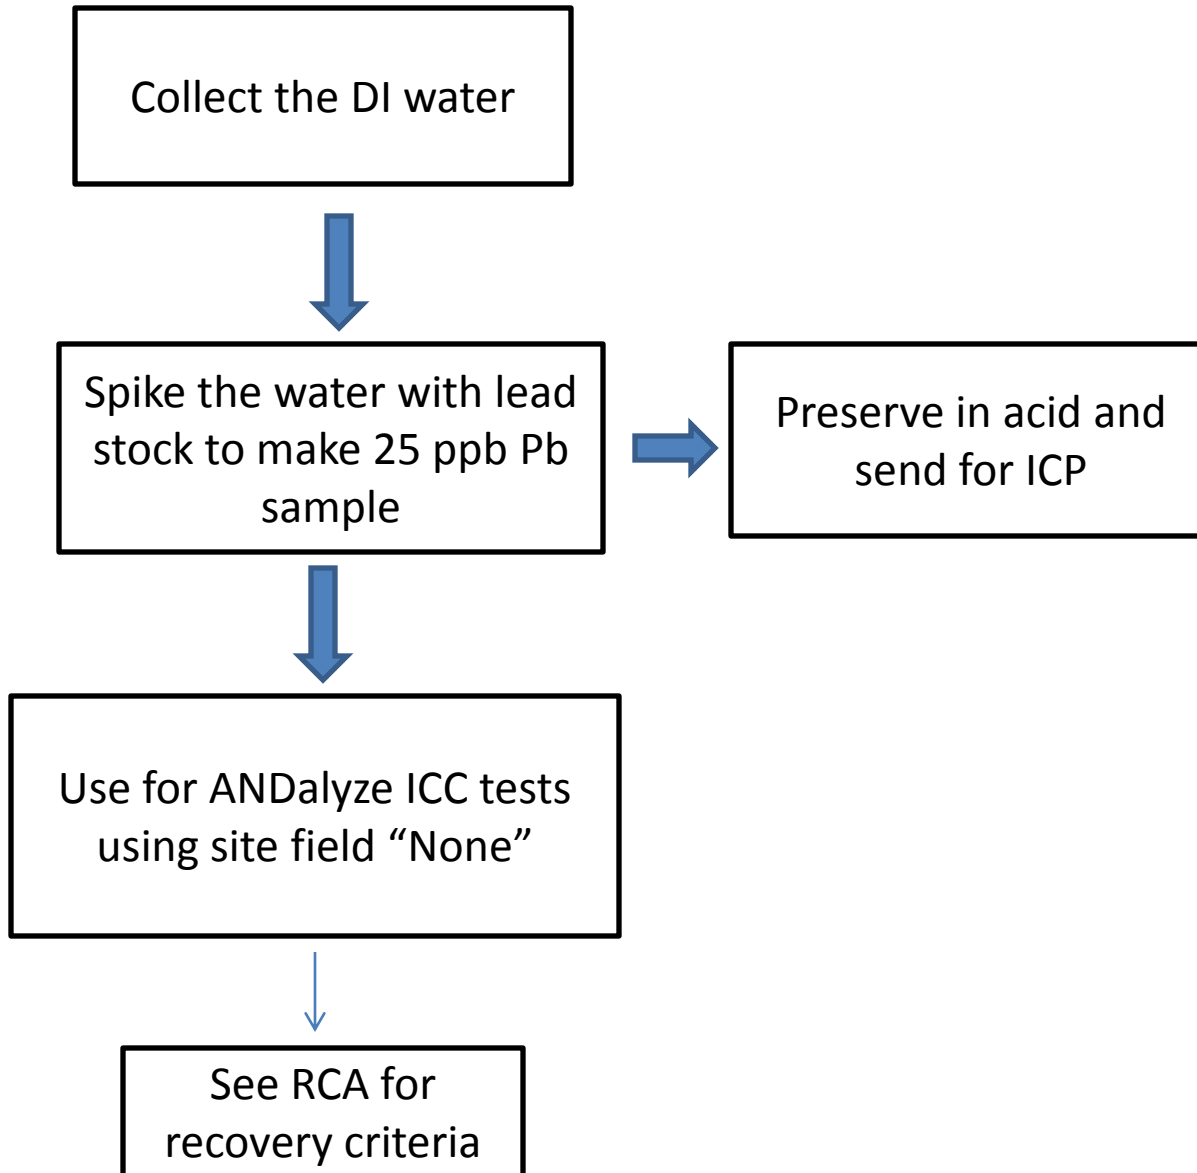 Collect the DI water
Spike the water with lead
stock to make 25 ppb Pb
sample
Preserve in acid and
send for ICP
Use for ANDalyze ICC tests
using site field “None”
See RCA for
recovery criteria